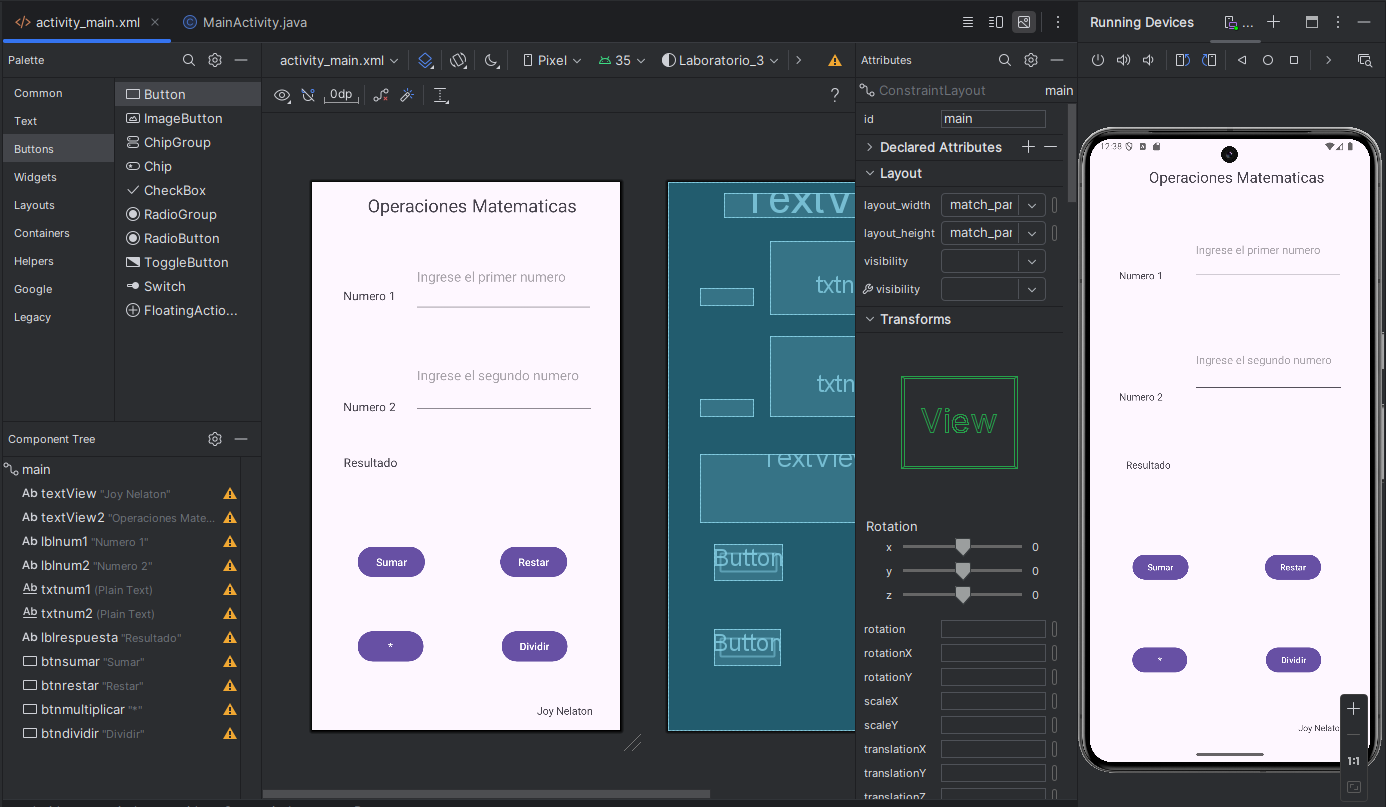 activity_main.xml
MainActivity.java
Running Devices
...
Palette
activity_main.xml
Pixel
35
Laboratorio_3
Attributes
0dp
?
Common
Text
Buttons
Widgets
Layouts
Containers
Helpers
Google
Legacy
Button
ImageButton
ChipGroup
Chip
CheckBox
RadioGroup
RadioButton
ToggleButton
Switch
FloatingActio...
Component Tree
main
Ab textView "Joy Nelaton"
Ab textView2 "Operaciones Mate...
Ab lblnum1 "Numero 1"
Ab lblnum2 "Numero 2"
Ab txtnum1 (Plain Text)
Ab txtnum2 (Plain Text)
Ab lblrespuesta "Resultado"
btnsumar "Sumar"
btnrestar "Restar"
btnmultiplicar "*"
btndividir "Dividir"
Operaciones Matematicas
Ingrese el primer numero
Numero 1
Ingrese el segundo numero
Numero 2
Resultado
Sumar
Restar
*
Dividir
Joy Nelaton
TextV
txtn
txtn
TextVie
Button
Button
ConstraintLayout
main
id
main
Declared Attributes
Layout
layout_width
match_par
layout_height
match_par
visibility
visibility
Transforms
View
Rotation
x
0
y
0
z
0
rotation
rotationX
rotationY
scaleX
scaleY
translationX
translationY
translationZ
12:38
Operaciones Matematicas
Ingrese el primer numero
Numero 1
Ingrese el segundo numero
Numero 2
Resultado
Sumar
Restar
*
Dividir
Joy Nelato
1:1